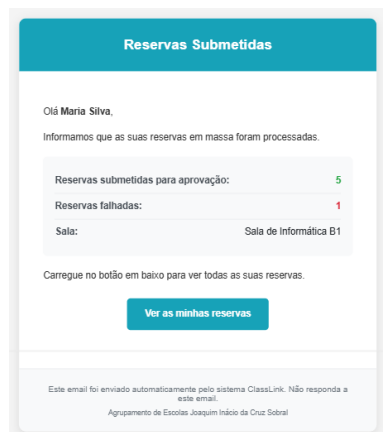 Reservas Submetidas
Olá Maria Silva,
Informamos que as suas reservas em massa foram processadas.
Reservas submetidas para aprovação: 5
Reservas falhadas: 1
Sala: Sala de Informática B1
Carregue no botão em baixo para ver todas as suas reservas.
Ver as minhas reservas
Este email foi enviado automaticamente pelo sistema ClassLink. Não responda a
este email.
Agrupamento de Escolas Joaquim Inácio da Cruz Sobral